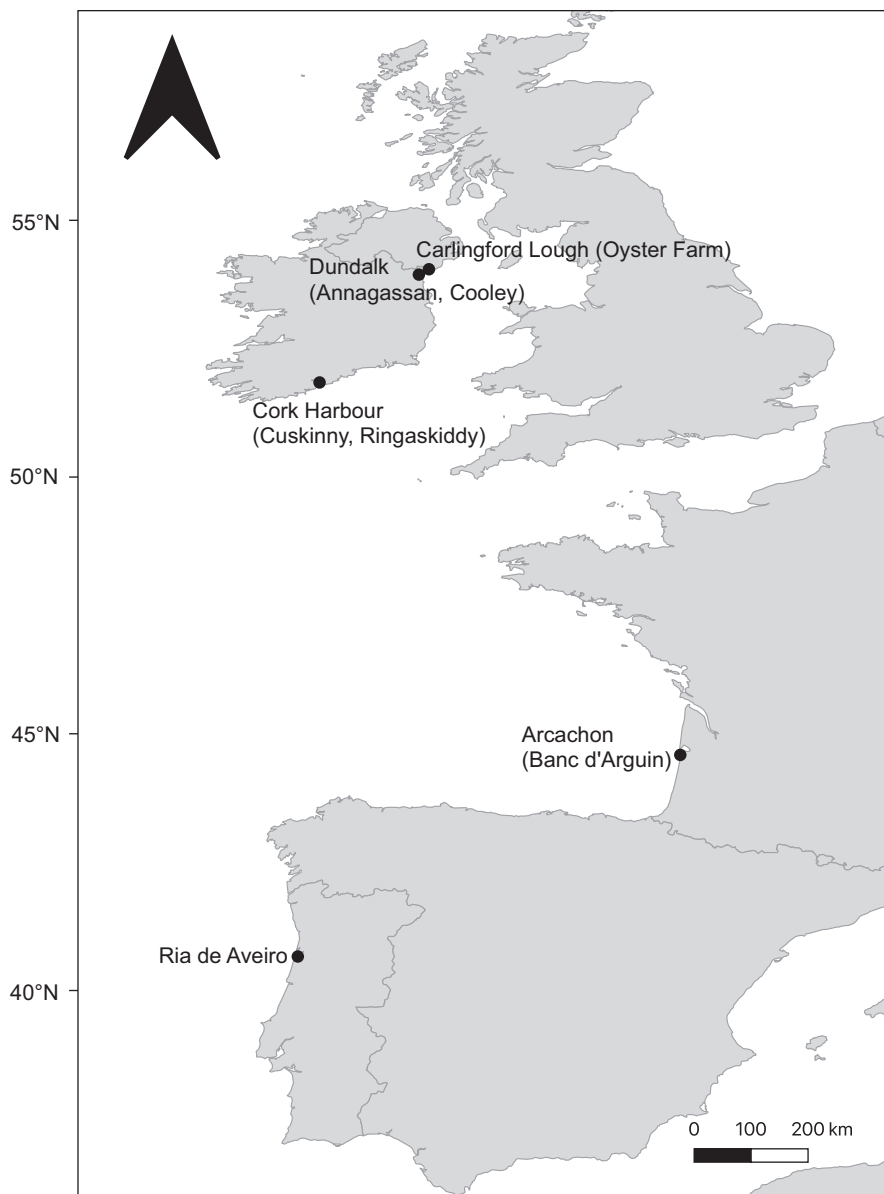 55°N
Carlingford Lough (Oyster Farm)
Dundalk
(Annagassan, Cooley)
Cork Harbour
(Cuskinny, Ringaskiddy)
50°N
45°N
Arcachon
(Banc d'Arguin)
Ria de Aveiro
40°N
0 100 200 km